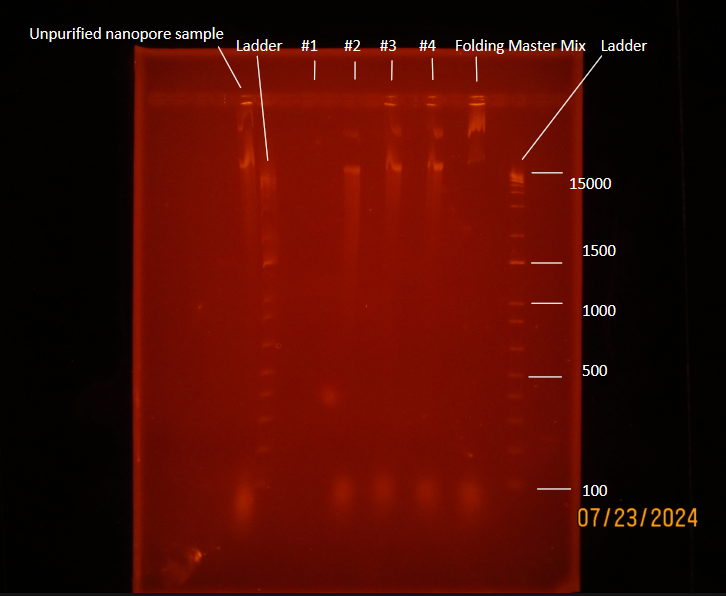 Unpurified nanopore sample
Ladder
#1
#2
#3
#4
Folding Master Mix
Ladder
15000
1500
1000
500
100
07/23/2024